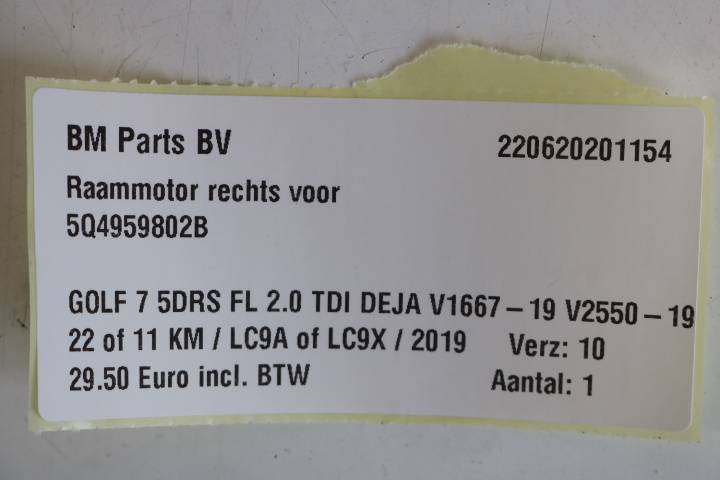 BM Parts BV 220620201154
Raammotor rechts voor
5Q4959802B
GOLF 7 5DRS FL 2.0 TDI DEJA V1667 – 19 V2550 – 19
22 of 11 KM / LC9A of LC9X / 2019 Verz: 10
29.50 Euro incl. BTW Aantal: 1